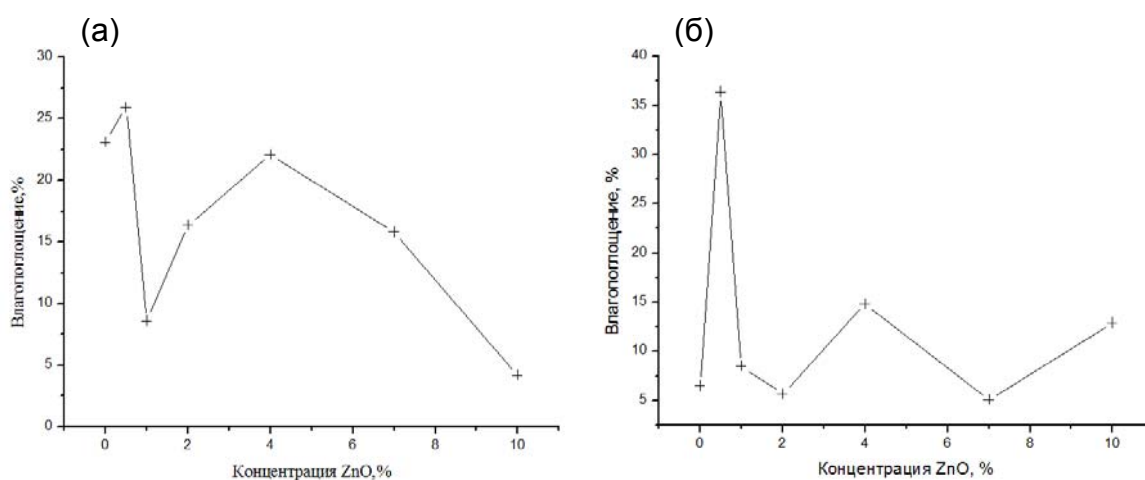 (а)
30
25
20
15
10
5
0
Влагопоглощение,%
0 2 4 6 8 10
Концентрация ZnO,%
(б)
40
35
30
25
20
15
10
5
Влагопоглощение, %
0 2 4 6 8 10
Концентрация ZnO, %